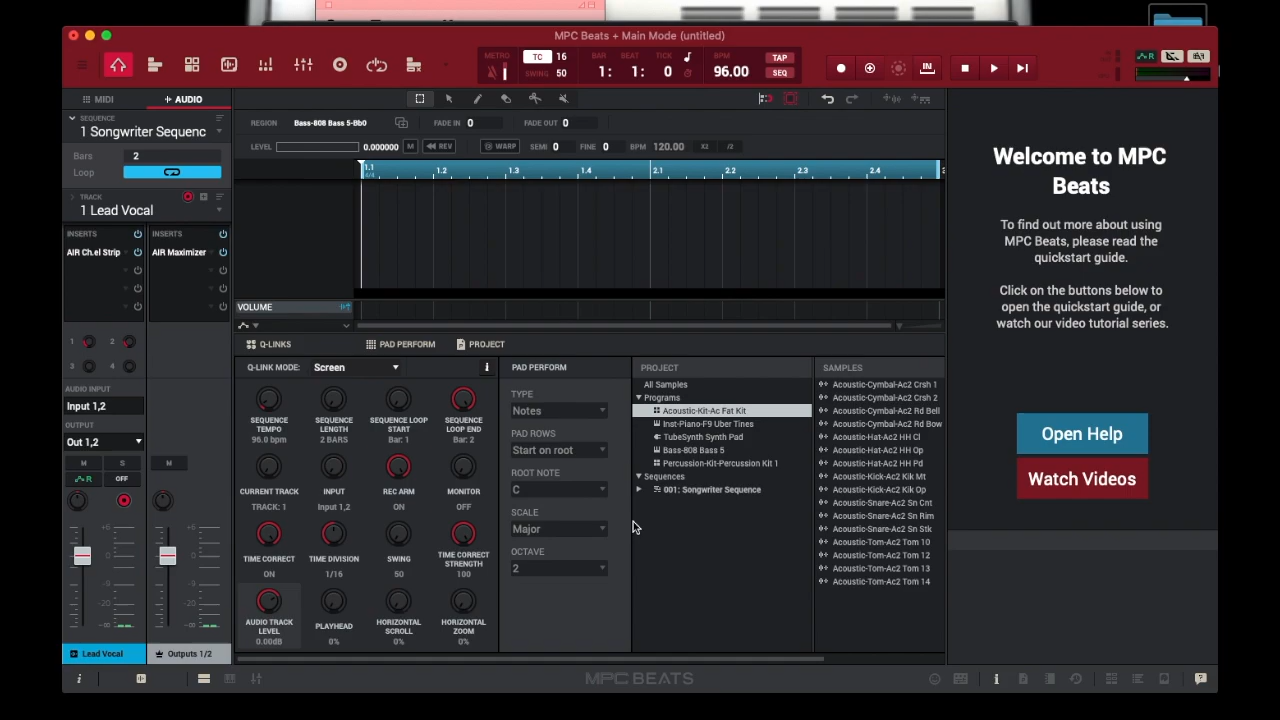 MPC Beats + Main Mode (untitled)
METRO
TC 16
SWING 50
BAR BEAT TICK
1: 1: 0
BPM
96.00
TAP
SEQ
IN
R
MIDI
AUDIO
SEQUENCE
1 Songwriter Sequenc
Bars 2
Loop
TRACK
1 Lead Vocal
INSERTS
INSERTS
AIR Ch.el Strip
AIR Maximizer
1 2
3 4
AUDIO INPUT
Input 1,2
OUTPUT
Out 1,2
M S
M
R OFF
+6
0
-9
-20
-∞
+6
0
-9
-20
-∞
Lead Vocal
Outputs 1/2
REGION Bass-808 Bass 5-Bb0
FADE IN 0
FADE OUT 0
LEVEL 0.000000 M REV
WARP SEMI 0 FINE 0 BPM 120.00 X2 /2
1.1 1.2 1.3 1.4 2.1 2.2 2.3 2.4 3
4/4
VOLUME
Q-LINKS
PAD PERFORM
PROJECT
Q-LINK MODE: Screen i
SEQUENCE TEMPO
96.0 bpm
SEQUENCE LENGTH
2 BARS
SEQUENCE LOOP START
Bar: 1
SEQUENCE LOOP END
Bar: 2
CURRENT TRACK
TRACK: 1
INPUT
Input 1,2
REC ARM
ON
MONITOR
OFF
TIME CORRECT
ON
TIME DIVISION
1/16
SWING
50
TIME CORRECT STRENGTH
100
AUDIO TRACK LEVEL
0.00dB
PLAYHEAD
0%
HORIZONTAL SCROLL
0%
HORIZONTAL ZOOM
0%
PAD PERFORM
TYPE
Notes
PAD ROWS
Start on root
ROOT NOTE
C
SCALE
Major
OCTAVE
2
PROJECT
All Samples
Programs
Acoustic-Kit-Ac Fat Kit
Inst-Piano-F9 Uber Tines
TubeSynth Synth Pad
Bass-808 Bass 5
Percussion-Kit-Percussion Kit 1
Sequences
001: Songwriter Sequence
SAMPLES
Acoustic-Cymbal-Ac2 Crsh 1
Acoustic-Cymbal-Ac2 Crsh 2
Acoustic-Cymbal-Ac2 Rd Bell
Acoustic-Cymbal-Ac2 Rd Bow
Acoustic-Hat-Ac2 HH Cl
Acoustic-Hat-Ac2 HH Op
Acoustic-Hat-Ac2 HH Pd
Acoustic-Kick-Ac2 Kik Mt
Acoustic-Kick-Ac2 Kik Op
Acoustic-Snare-Ac2 Sn Cnt
Acoustic-Snare-Ac2 Sn Rim
Acoustic-Snare-Ac2 Sn Stk
Acoustic-Tom-Ac2 Tom 10
Acoustic-Tom-Ac2 Tom 12
Acoustic-Tom-Ac2 Tom 13
Acoustic-Tom-Ac2 Tom 14
Welcome to MPC
Beats
To find out more about using
MPC Beats, please read the
quickstart guide.
Click on the buttons below to
open the quickstart guide, or
watch our video tutorial series.
Open Help
Watch Videos
i
MPC BEATS
i